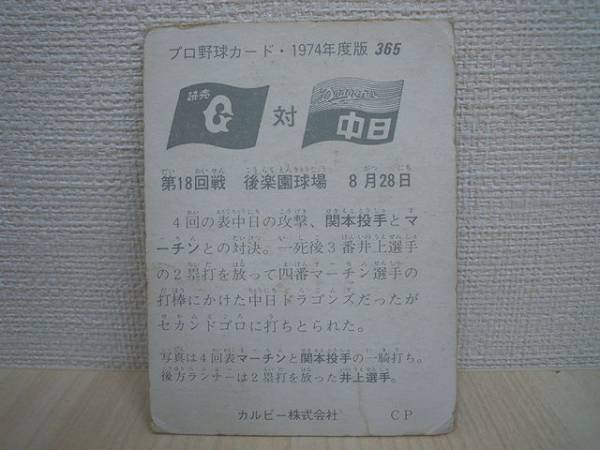 プロ野球カード・1974年度版 365
読売 G 対 Dragons 中日
第18回戦 後楽園球場 8月28日
4回の表中日の攻撃、関本投手とマ
ーチンとの対決。一死後3番井上選手
の2塁打を放って四番マーチン選手の
打棒にかけた中日ドラゴンズだったが
セカンドゴロに打ちとられた。
写真は4回表マーチンと関本投手の一騎打ち。
後方ランナーは2塁打を放った井上選手。
カルビー株式会社 CP